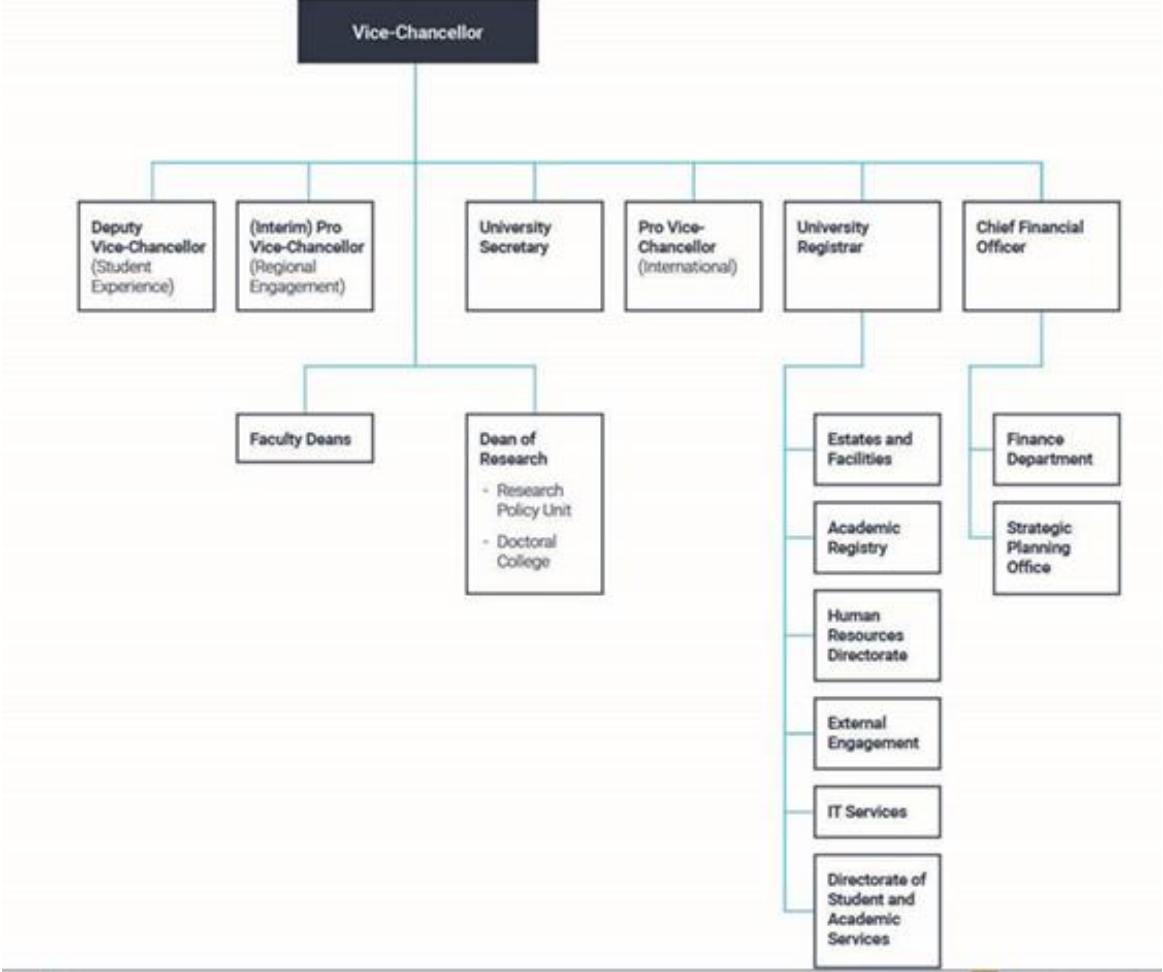 Vice-Chancellor
Deputy
Vice-Chancellor
(Student
Experience)
(Interim) Pro
Vice-Chancellor
(Regional
Engagement)
University
Secretary
Pro Vice-
Chancellor
(International)
University
Registrar
Chief Financial
Officer
Faculty Deans
Dean of
Research
- Research
Policy Unit
- Doctoral
College
Estates and
Facilities
Academic
Registry
Human
Resources
Directorate
External
Engagement
IT Services
Directorate of
Student and
Academic
Services
Finance
Department
Strategic
Planning
Office